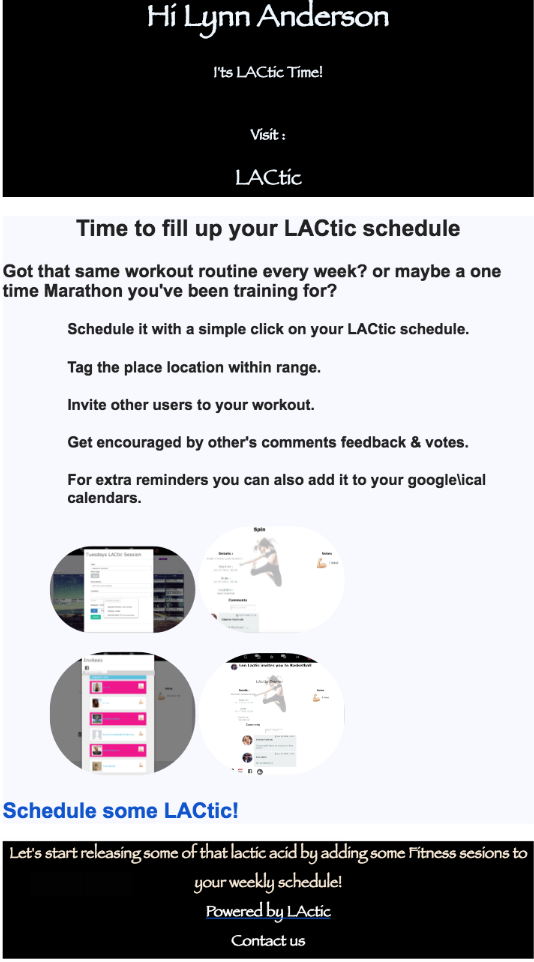 Hi Lynn Anderson
I'ts LACtic Time!
Visit :
LACtic
Time to fill up your LACtic schedule
Got that same workout routine every week? or maybe a one
time Marathon you've been training for?
Schedule it with a simple click on your LACtic schedule.
Tag the place location within range.
Invite other users to your workout.
Get encouraged by other's comments feedback & votes.
For extra reminders you can also add it to your google\ical
calendars.
Tuesdays LACtic Session
Spin
Details :
Votes
Comments
Invitees
Lou Lactic invites you to Basketball
Comments
Schedule some LACtic!
Let's start releasing some of that lactic acid by adding some Fitness sesions to
your weekly schedule!
Powered by LActic
Contact us